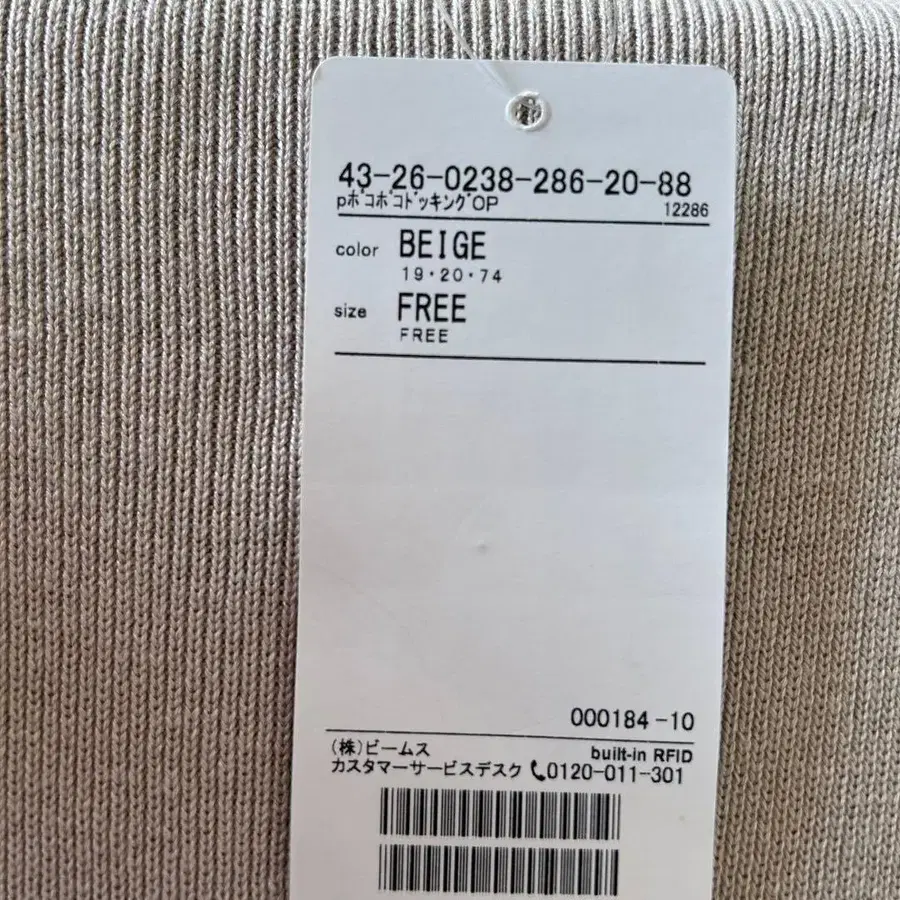 43-26-0238-286-20-88
pﾎﾟｺﾎﾟｺﾄﾞｯｷﾝｸﾞOP 12286
color BEIGE
19・20・74
size FREE
FREE
000184-10
(株)ビームス built-in RFID
カスタマーサービスデスク 0120-011-301